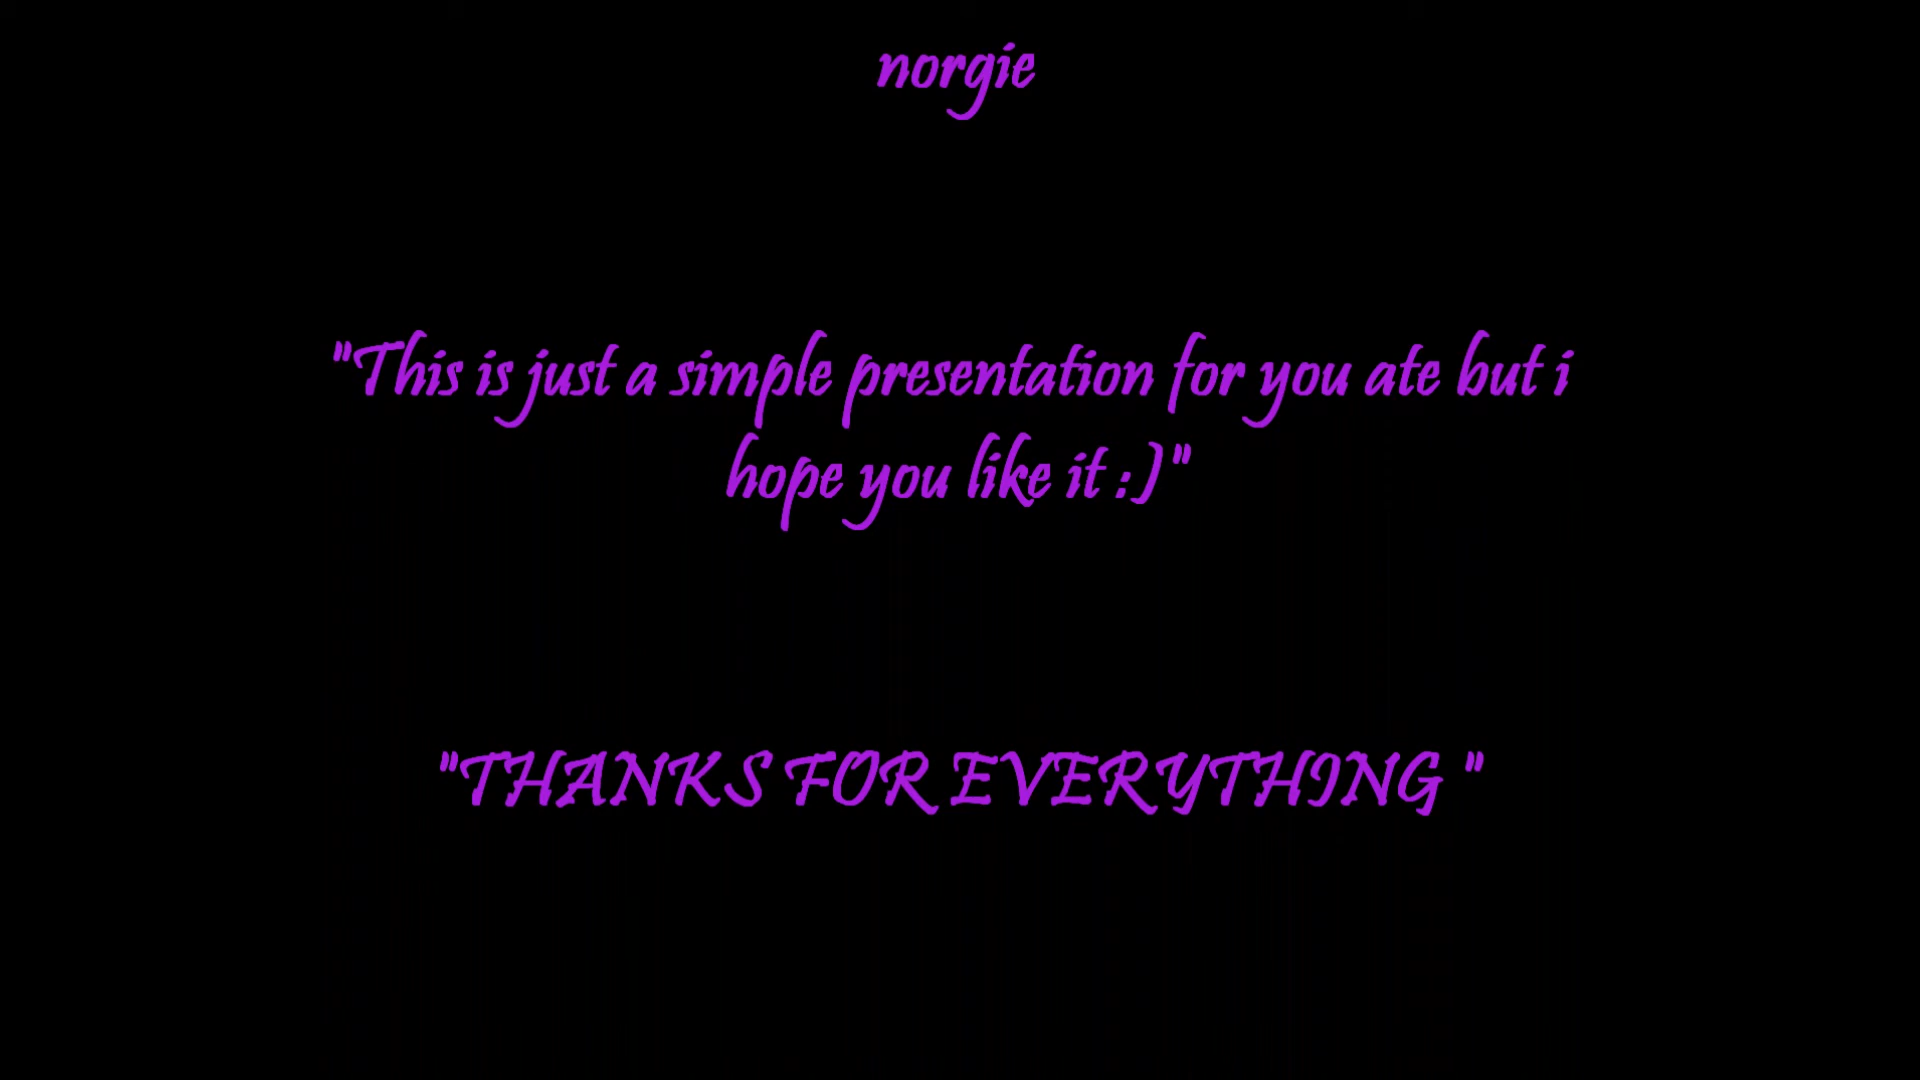 norgie
"This is just a simple presentation for you ate but i
hope you like it :)"
"THANKS FOR EVERYTHING "